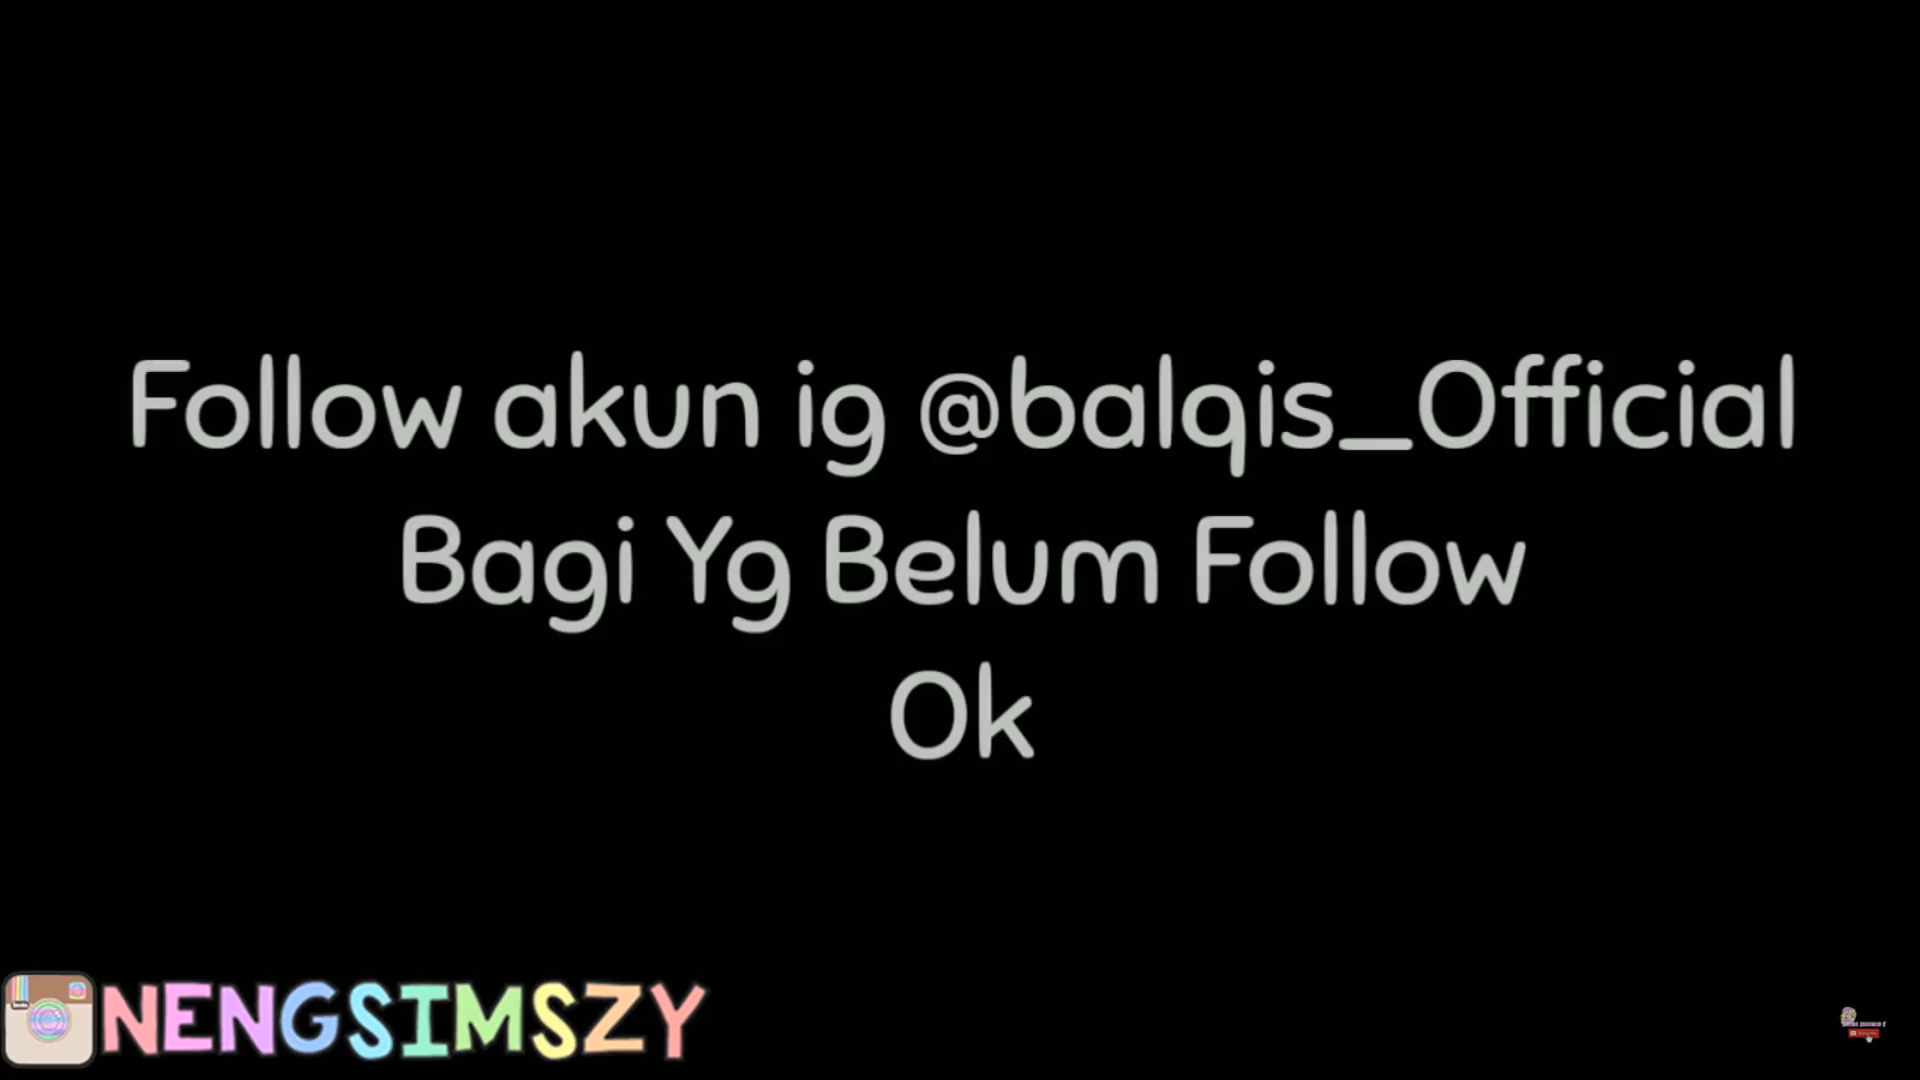 Follow akun ig @balqis_Official
Bagi Yg Belum Follow
Ok
NENGSIMSZY